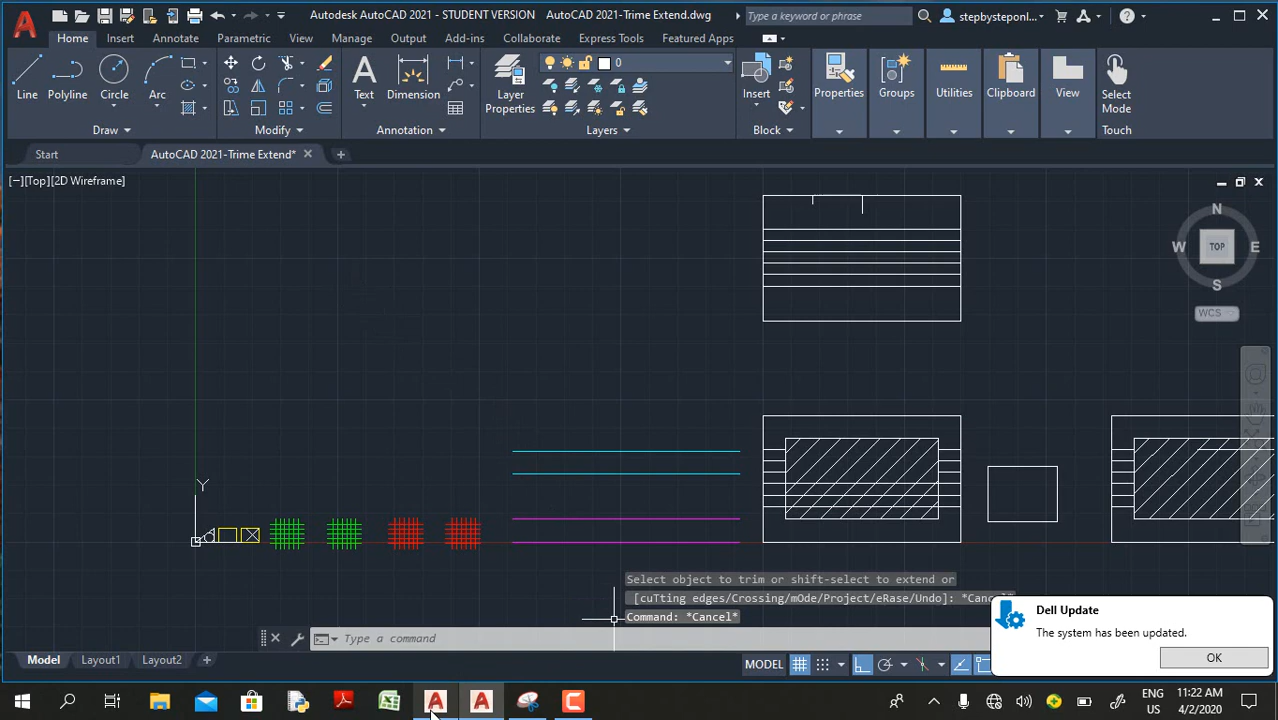 Autodesk AutoCAD 2021 - STUDENT VERSION AutoCAD 2021-Trime Extend.dwg Type a keyword or phrase stepbysteponl...
Home Insert Annotate Parametric View Manage Output Add-ins Collaborate Express Tools Featured Apps
0
Line Polyline Circle Arc Text Dimension Layer Properties Insert Properties Groups Utilities Clipboard View Select Mode
Draw Modify Annotation Layers Block Touch
Start AutoCAD 2021-Trime Extend*
[−][Top][2D Wireframe]
N
W TOP E
S
WCS
Y
Select object to trim or shift-select to extend or
[cuTting edges/Crossing/mOde/Project/eRase/Undo]: *Cancel*
Command: *Cancel*
Type a command
Dell Update
The system has been updated.
OK
Model Layout1 Layout2 MODEL
ENG
US
11:22 AM
4/2/2020